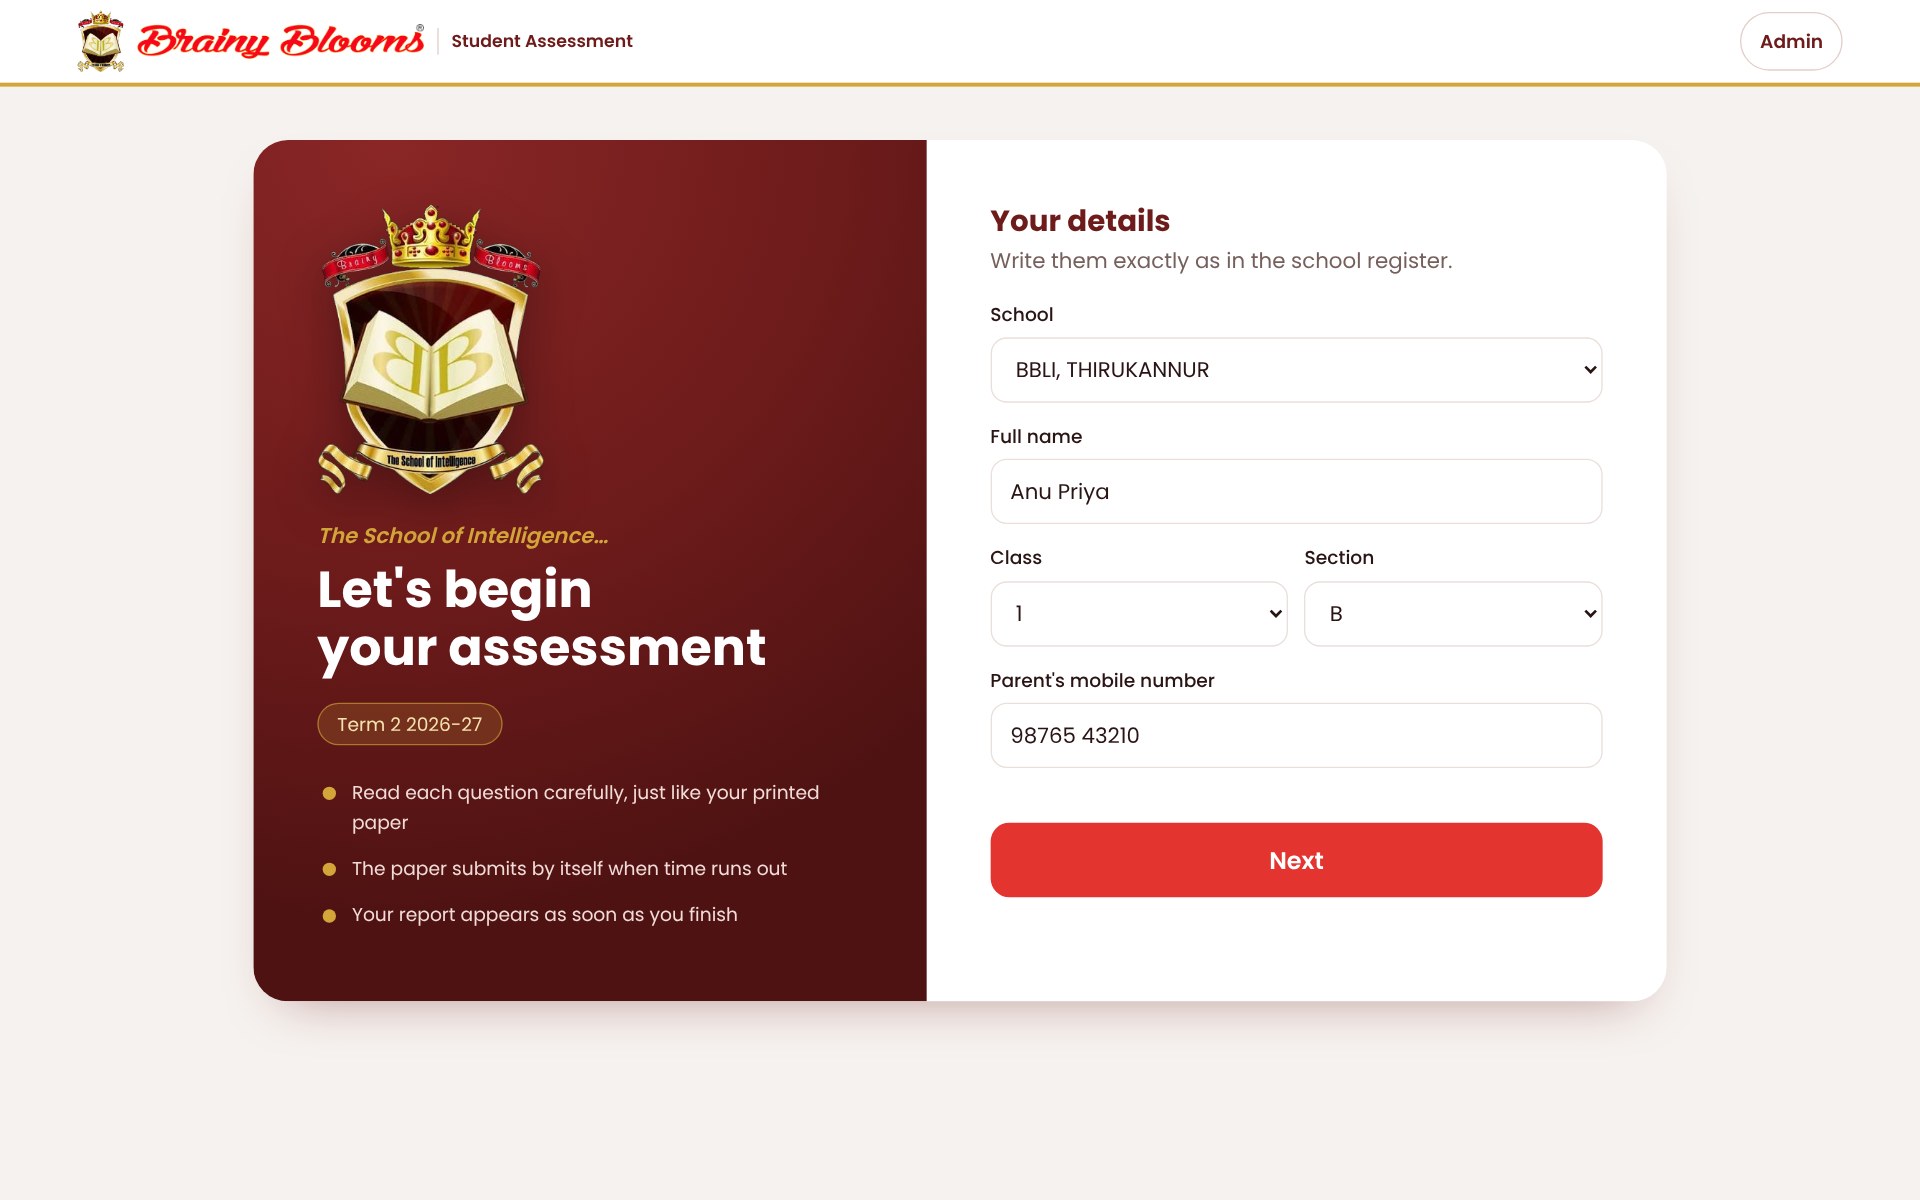 Brainy Blooms®
Student Assessment
Admin
Brainy Blooms
BB
The School of Intelligence
The School of Intelligence...
Let's begin
your assessment
Term 2 2026-27
Read each question carefully, just like your printed
paper
The paper submits by itself when time runs out
Your report appears as soon as you finish
Your details
Write them exactly as in the school register.
School
BBLI, THIRUKANNUR
Full name
Anu Priya
Class
Section
1
B
Parent's mobile number
98765 43210
Next